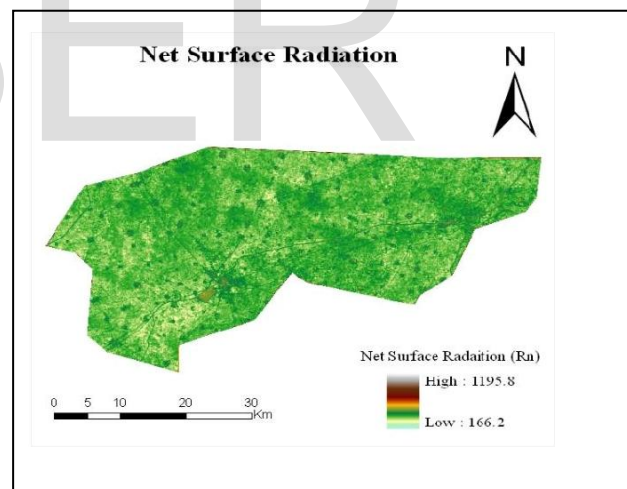 ER
Net Surface Radiation
N
Net Surface Radaition (Rn)
High : 1195.8
Low : 166.2
0 5 10 20 30
Km